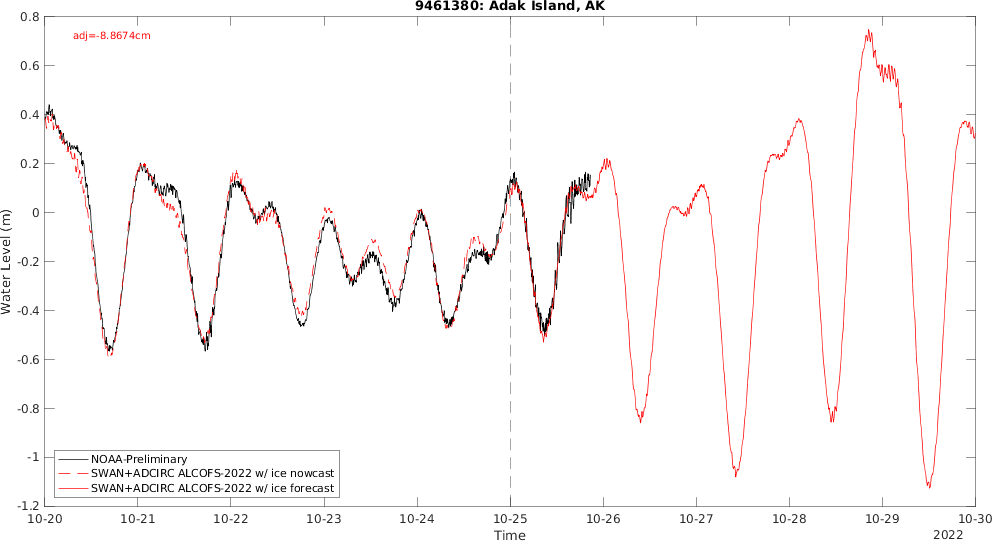 9461380: Adak Island, AK
adj=-8.8674cm
0.8
0.6
0.4
0.2
0
-0.2
-0.4
-0.6
-0.8
-1
-1.2
Water Level (m)
NOAA-Preliminary
SWAN+ADCIRC ALCOFS-2022 w/ ice nowcast
SWAN+ADCIRC ALCOFS-2022 w/ ice forecast
10-20 10-21 10-22 10-23 10-24 10-25 10-26 10-27 10-28 10-29 10-30
Time
2022